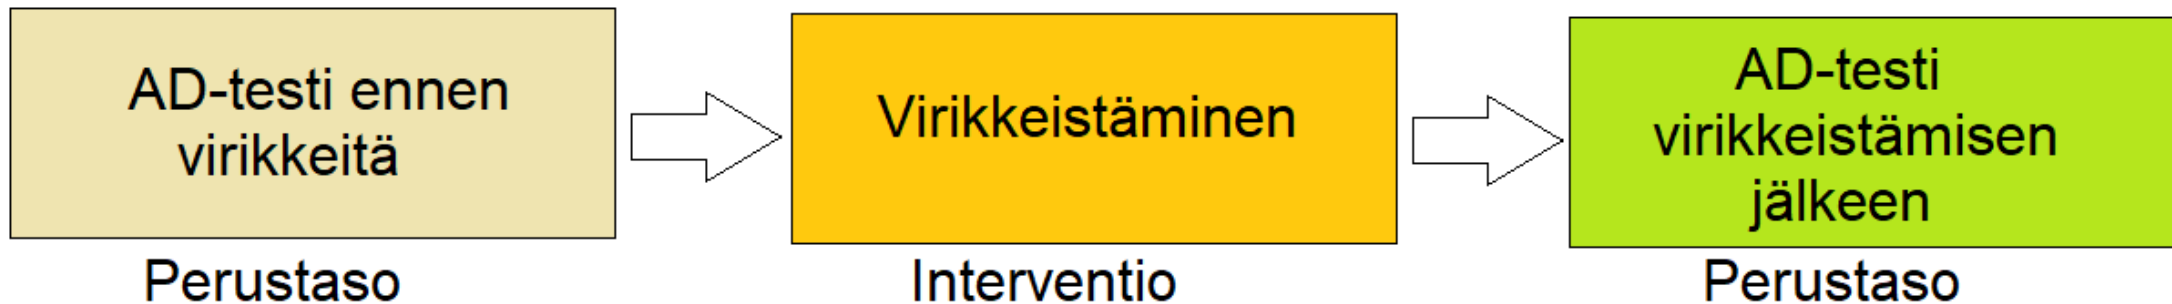 AD-testi ennen
virikkeitä
Perustaso
Virikkeistäminen
Interventio
AD-testi
virikkeistämisen
jälkeen
Perustaso